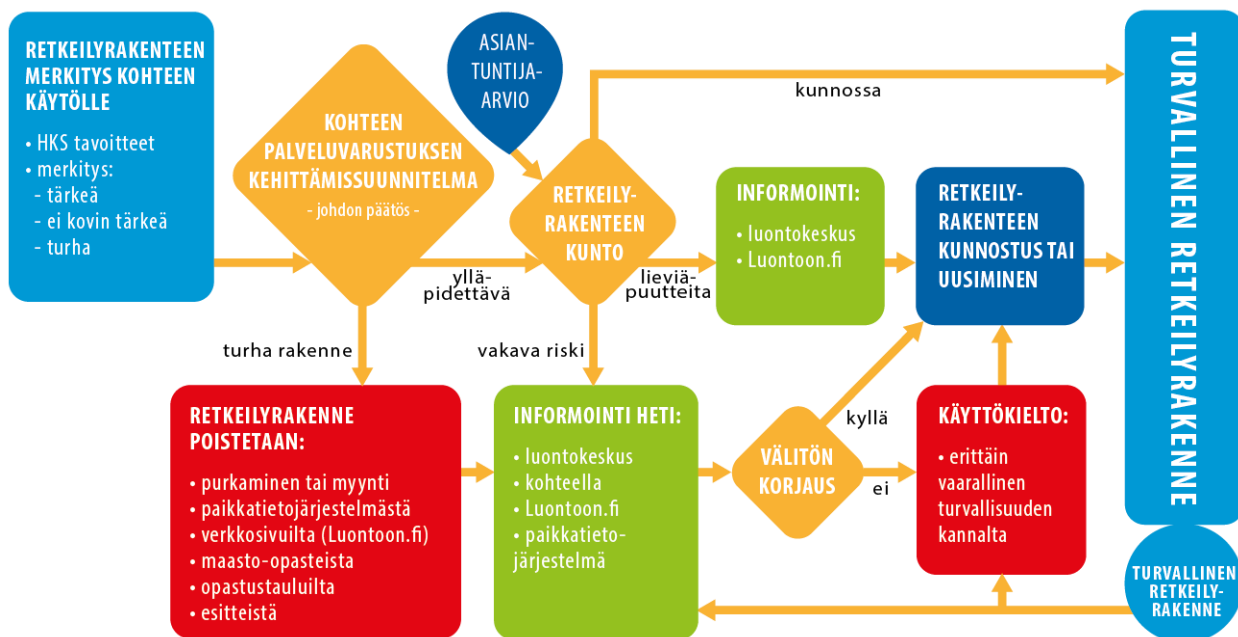 RETKEILYRAKENTEEN
MERKITYS KOHTEEN
KÄYTÖLLE
• HKS tavoitteet
• merkitys:
- tärkeä
- ei kovin tärkeä
- turha
KOHTEEN
PALVELUVARUSTUKSEN
KEHITTÄMISSUUNNITELMA
- johdon päätös -
ASIAN-
TUNTIJA-
ARVIO
RETKEILY-
RAKENTEEN
KUNTO
kunnossa
yllä-
pidettävä
lieviä-
puutteita
turha rakenne
vakava riski
INFORMOINTI:
• luontokeskus
• Luontoon.fi
RETKEILY-
RAKENTEEN
KUNNOSTUS TAI
UUSIMINEN
TURVALLINEN RETKEILYRAKENNE
RETKEILYRAKENNE
POISTETAAN:
• purkaminen tai myynti
• paikkatietojärjestelmästä
• verkkosivuilta (Luontoon.fi)
• maasto-opasteista
• opastustauluilta
• esitteistä
INFORMOINTI HETI:
• luontokeskus
• kohteella
• Luontoon.fi
• paikkatieto-
järjestelmä
VÄLITÖN
KORJAUS
kyllä
ei
KÄYTTÖKIELTO:
• erittäin
vaarallinen
turvallisuuden
kannalta
TURVALLINEN
RETKEILY-
RAKENNE